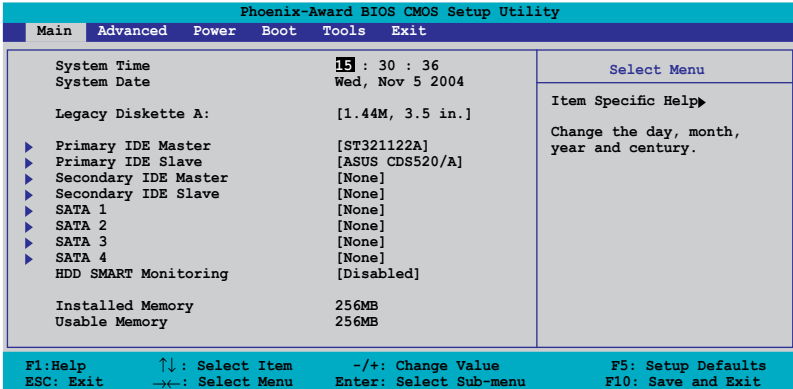 Phoenix-Award BIOS CMOS Setup Utility
Main Advanced Power Boot Tools Exit
System Time 15 : 30 : 36
System Date Wed, Nov 5 2004
Legacy Diskette A: [1.44M, 3.5 in.]
Primary IDE Master [ST321122A]
Primary IDE Slave [ASUS CDS520/A]
Secondary IDE Master [None]
Secondary IDE Slave [None]
SATA 1 [None]
SATA 2 [None]
SATA 3 [None]
SATA 4 [None]
HDD SMART Monitoring [Disabled]
Installed Memory 256MB
Usable Memory 256MB
Select Menu
Item Specific Help
Change the day, month,
year and century.
F1:Help ↑↓ : Select Item -/+: Change Value F5: Setup Defaults
ESC: Exit →←: Select Menu Enter: Select Sub-menu F10: Save and Exit